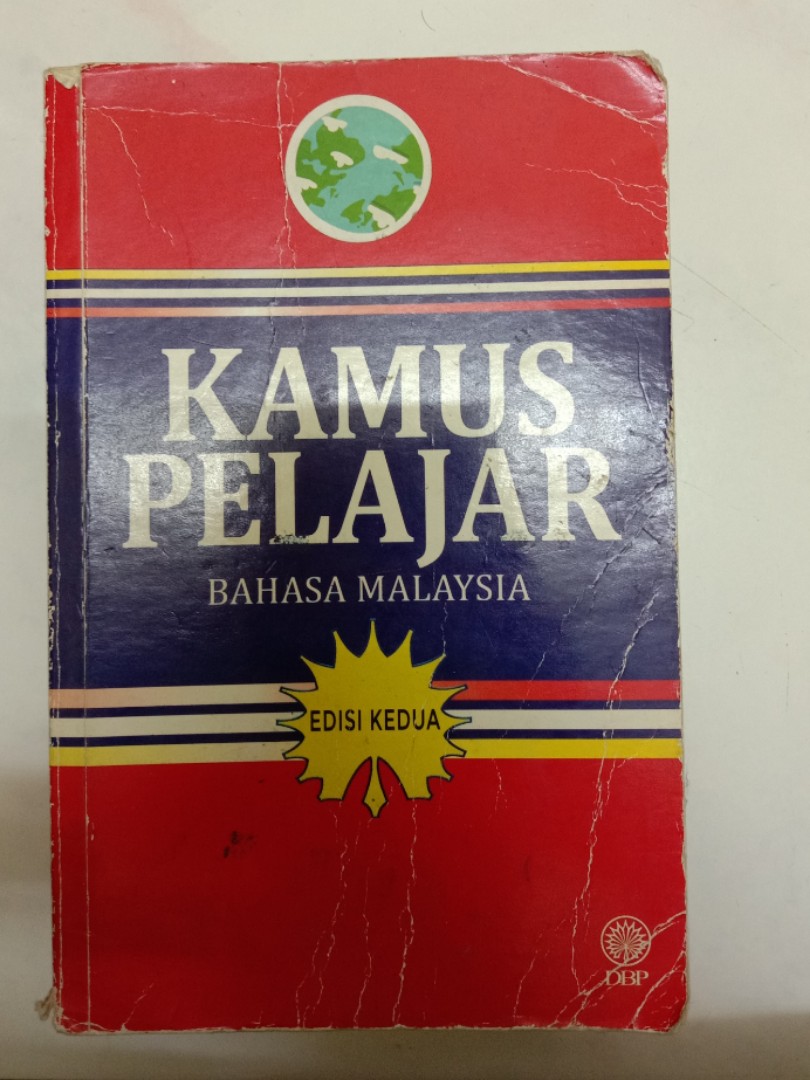 KAMUS
PELAJAR
BAHASA MALAYSIA
EDISI KEDUA
DBP